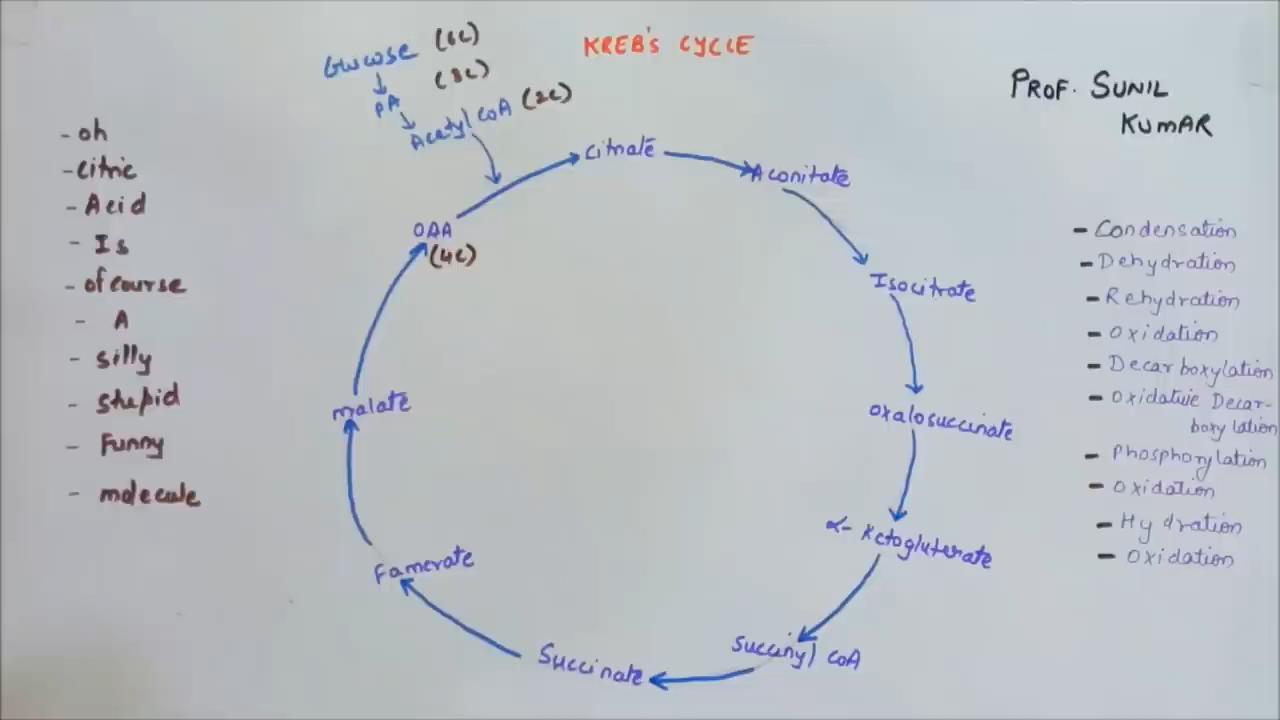 KREB's CYCLE
PROF. SUNIL
KUMAR
Glucose (6C)
(3C)
PA
Acetyl CoA (2C)
Citrate
Aconitate
Isocitrate
Oxalosuccinate
α- Ketogluterate
Succinyl CoA
Succinate
Famerate
malate
OAA
(4C)
- oh
- citric
- Acid
- Is
- of course
- A
- silly
- stupid
- Funny
- molecule
- Condensation
- Dehydration
- Rehydration
- Oxidation
- Decarboxylation
- Oxidative Decar-
boxylation
- Phosphorylation
- Oxidation
- Hydration
- Oxidation